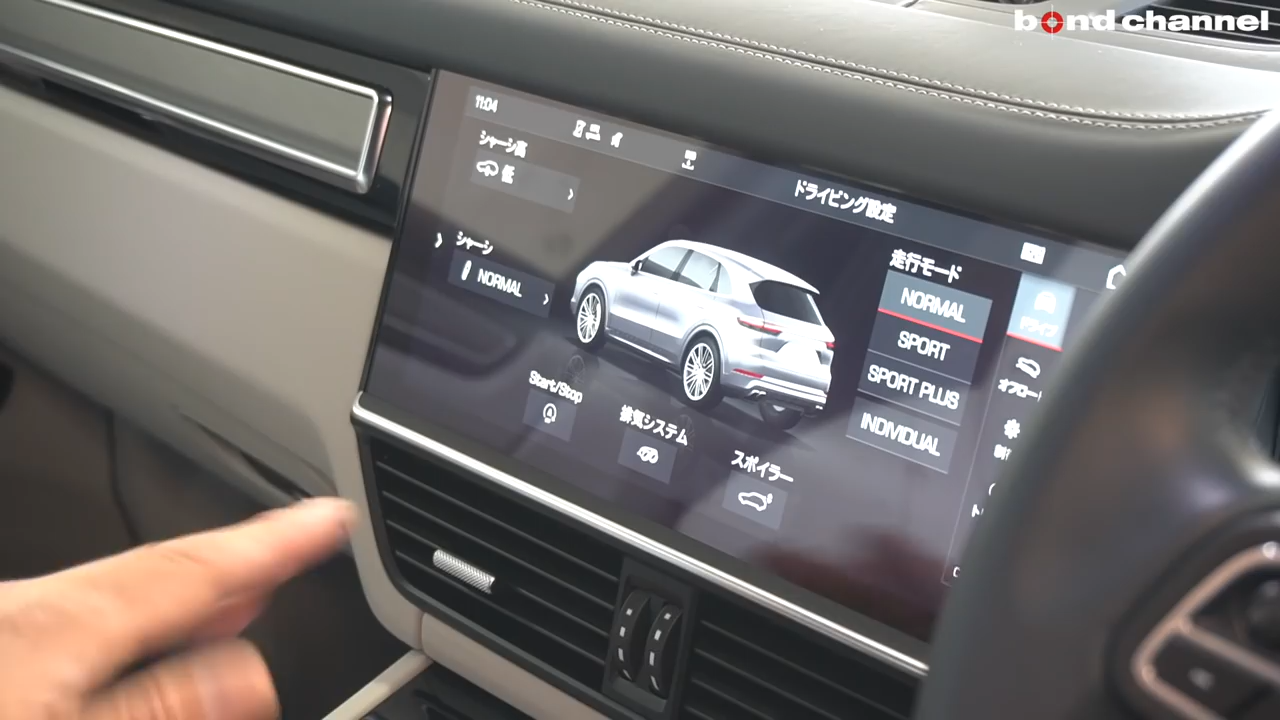 bond channel
11:04
シャーシ高
低
ドライビング設定
シャーシ
NORMAL
走行モード
NORMAL
SPORT
SPORT PLUS
INDIVIDUAL
ドライブ
オフロー
Start/Stop
排気システム
スポイラー